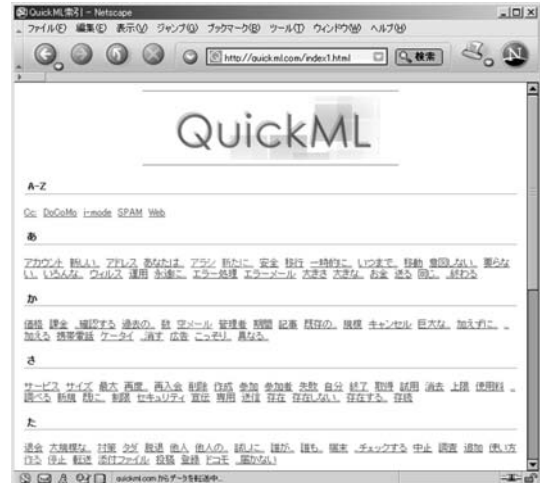 QuickML索引 - Netscape
ファイル(F) 編集(E) 表示(V) ジャンプ(G) ブックマーク(B) ツール(T) ウィンドウ(W) ヘルプ(H)
http://quickml.com/index1.html 検索
QuickML
A-Z
Cc DoCoMo i-mode SPAM Web
あ
アカウント 新しい.. アドレス あなたは.. アラシ 新たに.. 安全 移行 一時的に.. いつまで.. 移動 意図しない.. 要らな
い.. いろんな.. ウィルス 運用 永遠に.. エラー処理 エラーメール 大きさ 大きな.. お金 送る 同じ.. ..終わる
か
価格 課金 ..確認する 過去の.. 数 空メール 管理者 期間 記事 既存の.. 規模 キャンセル 巨大な.. 加えずに.. ..
加える 携帯電話 ケータイ ..消す 広告 こっそり.. 異なる..
さ
サービス サイズ 最大 再度.. 再入会 削除 作成 参加 参加者 失敗 自分 終了 取得 試用 消去 上限 使用料 ..
調べる 新規 既に.. 制限 セキュリティ 宣伝 専用 送信 存在 存在しない.. 存在する.. 存続
た
退会 大規模な.. 対策 タダ 脱退 他人 他人の.. 試しに.. 誰が.. 誰も.. 端末 ..チェックする 中止 調査 追加 使い方
作る 停止 転送 添付ファイル 投稿 登録 ドコモ ..届かない
quickml.com からデータを転送中...